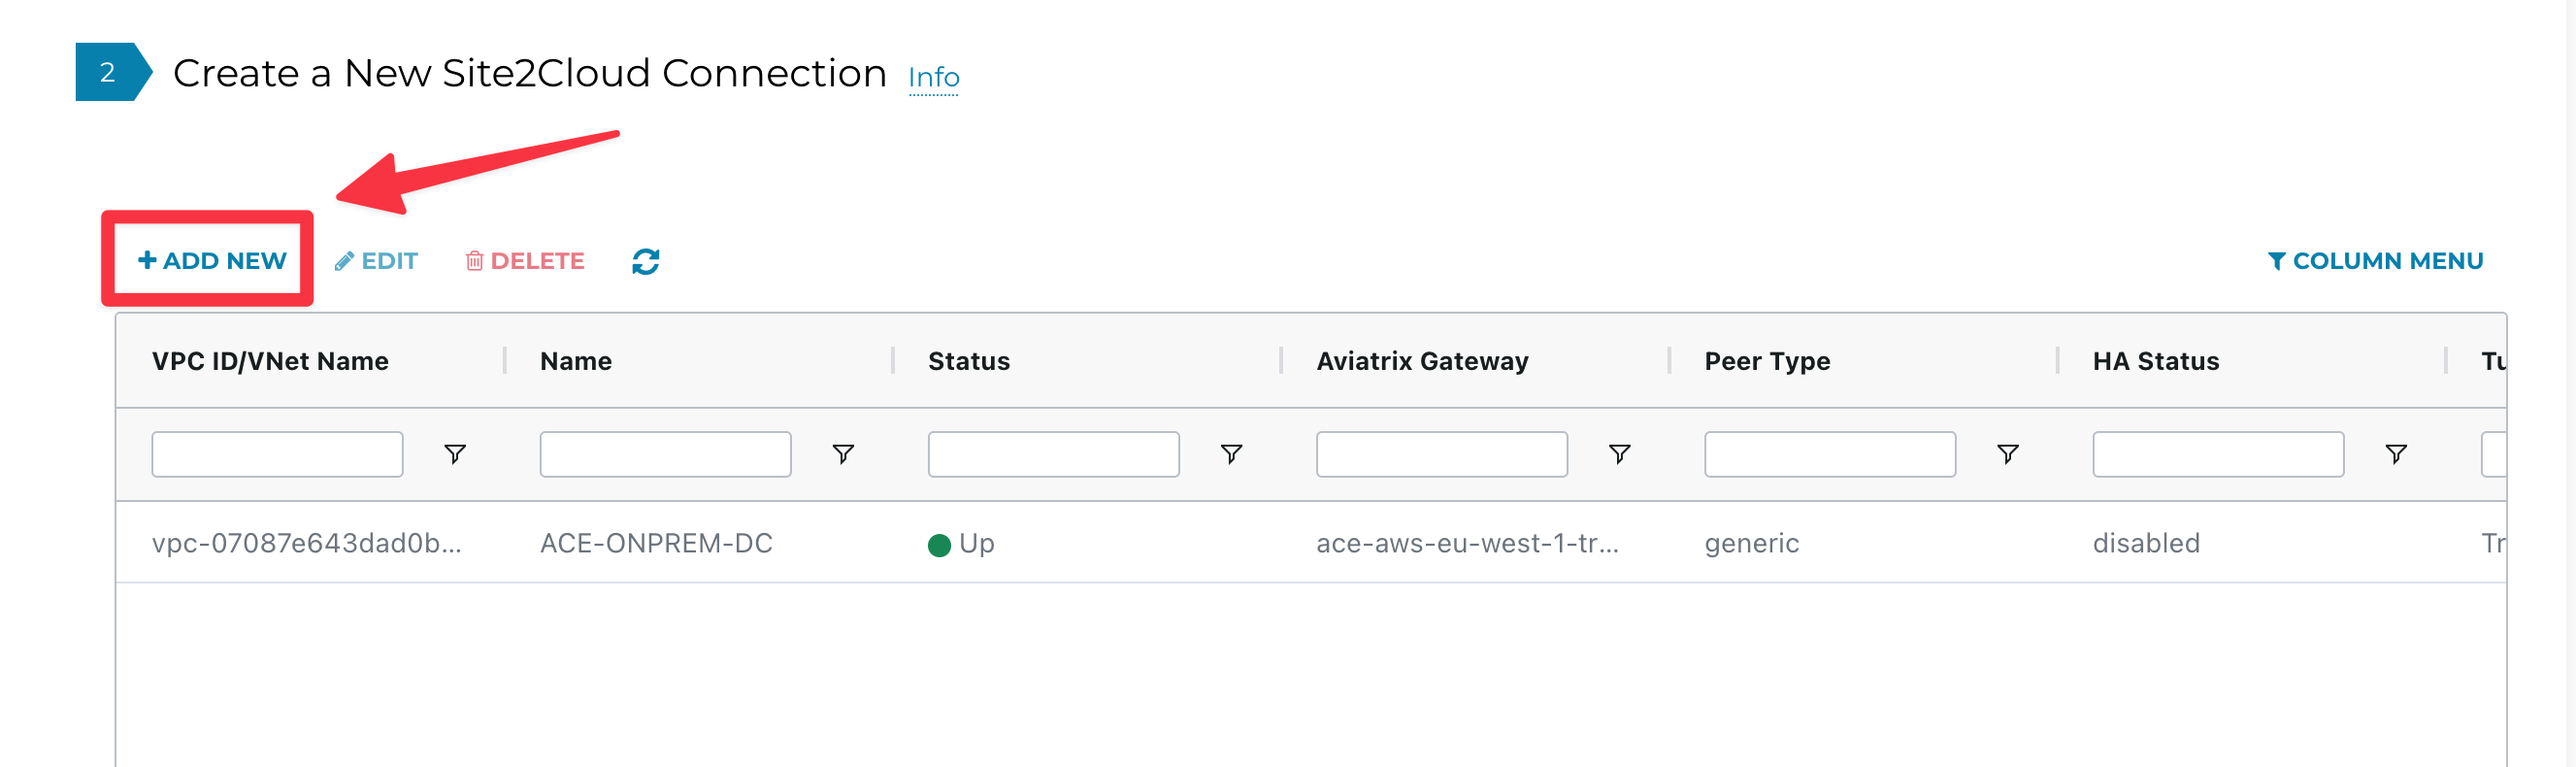 2 Create a New Site2Cloud Connection Info
+ ADD NEW EDIT DELETE COLUMN MENU
VPC ID/VNet Name Name Status Aviatrix Gateway Peer Type HA Status Tu
vpc-07087e643dad0b... ACE-ONPREM-DC Up ace-aws-eu-west-1-tr... generic disabled Tr